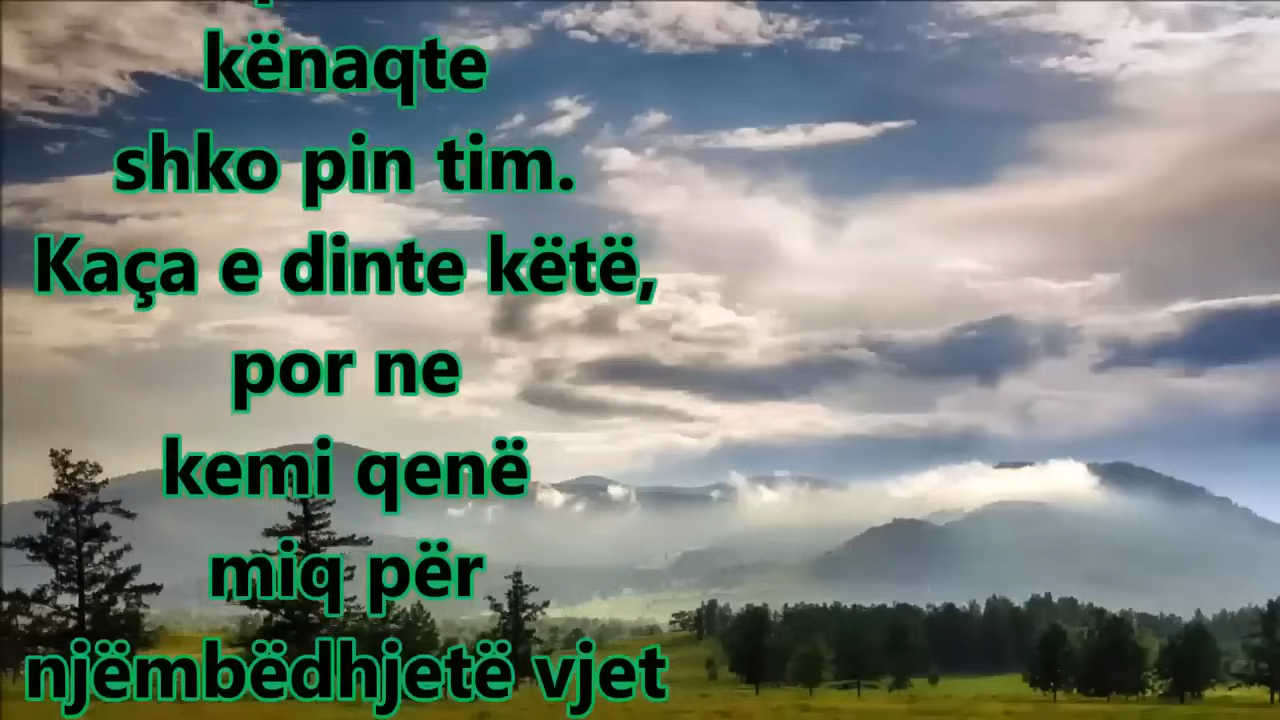 kënaqte
shko pin tim.
Kaça e dinte këtë,
por ne
kemi qenë
miq për
njëmbëdhjetë vjet